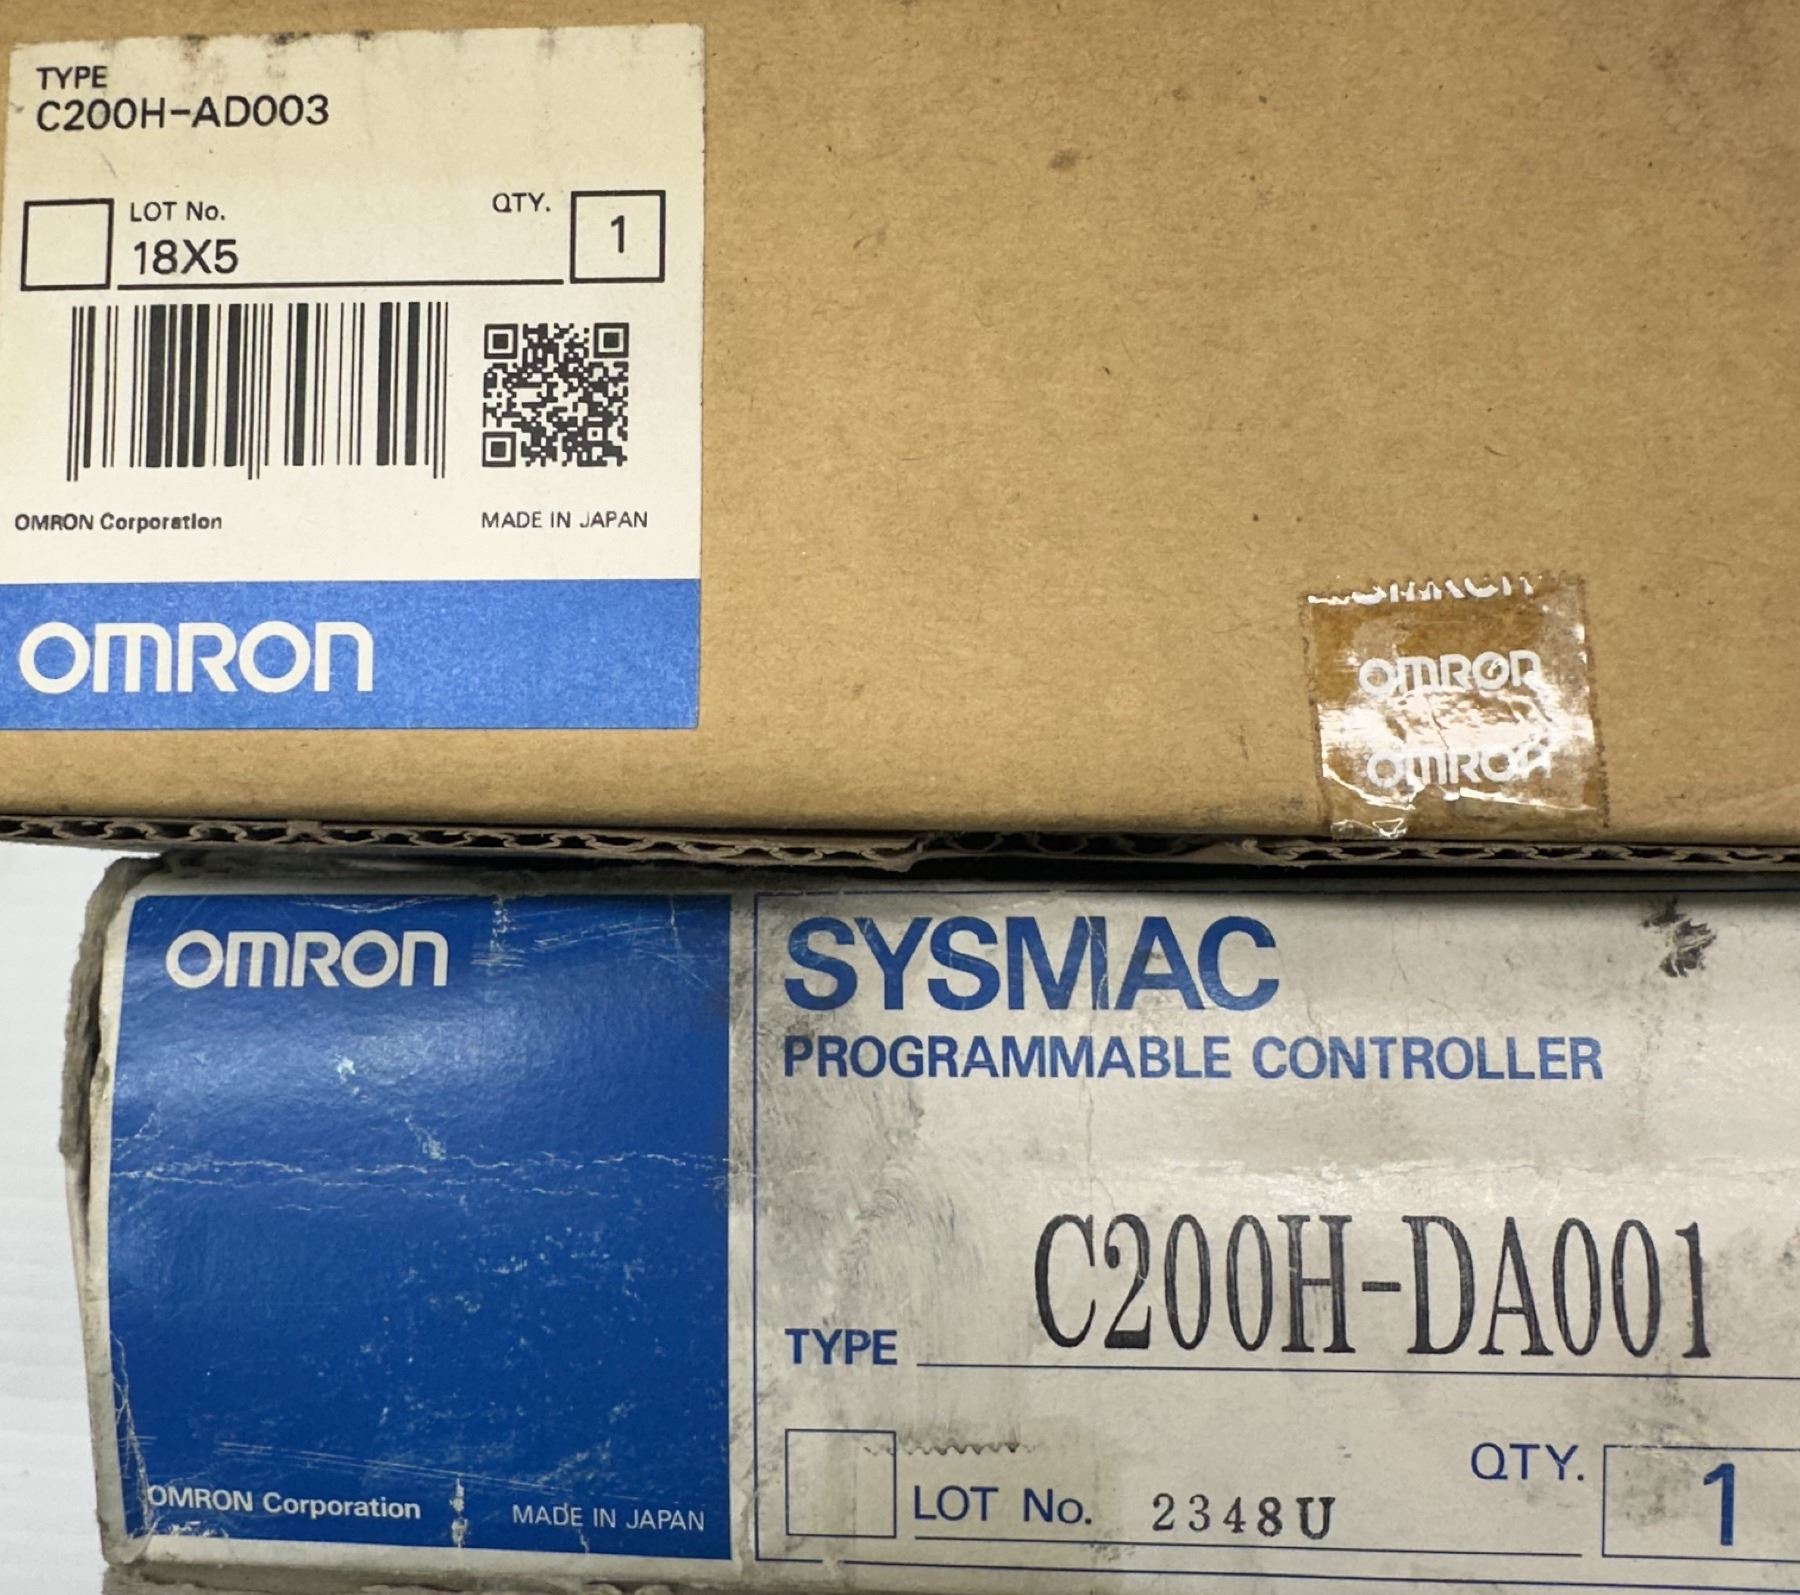 TYPE
C200H-AD003
LOT No.
18X5
QTY.
1
OMRON Corporation
MADE IN JAPAN
OMRON
OMRON
OMRON
OMRON
SYSMAC
PROGRAMMABLE CONTROLLER
TYPE C200H-DA001
LOT No. 2348U
QTY. 1
OMRON Corporation
MADE IN JAPAN